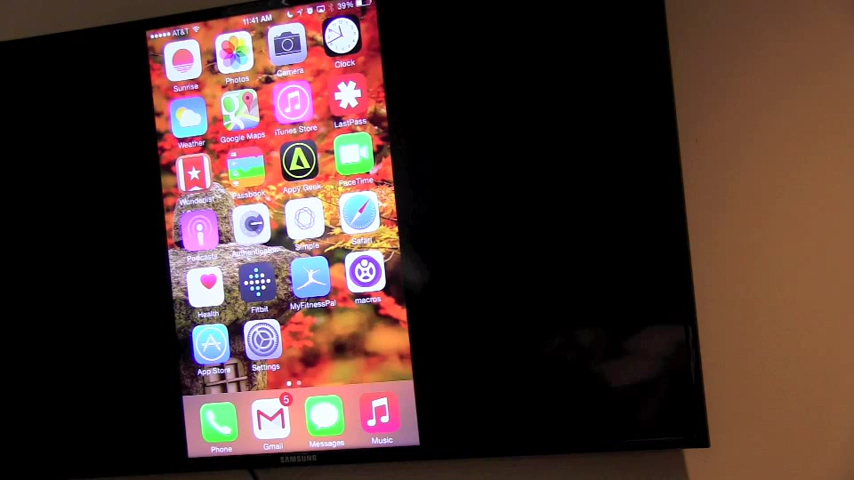 AT&T 11:41 AM 39%
Sunrise Photos Camera Clock
Weather Google Maps iTunes Store LastPass
Wunderlist Passbook Appy Geek FaceTime
Podcasts Simple Safari
Health Fitbit MyFitnessPal macros
App Store Settings
5
Phone Gmail Messages Music
SAMSUNG